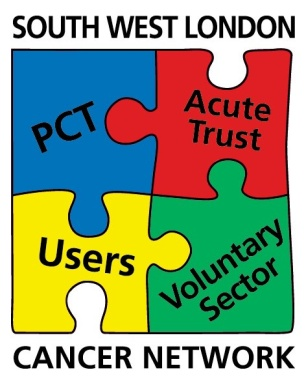 SOUTH WEST LONDON
PCT
Acute
Trust
Users
Voluntary
Sector
CANCER NETWORK